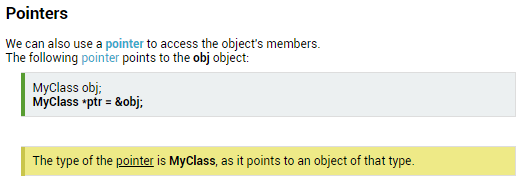 Pointers
We can also use a pointer to access the object's members.
The following pointer points to the obj object:
MyClass obj;
MyClass *ptr = &obj;
The type of the pointer is MyClass, as it points to an object of that type.